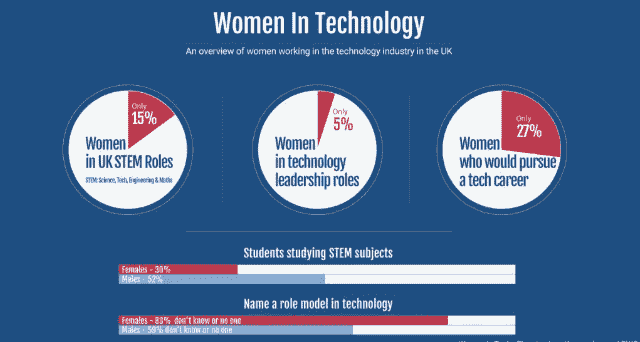 Women In Technology
An overview of women working in the technology industry in the UK
Only
15%
Women
in UK STEM Roles
STEM: Science, Tech, Engineering & Maths
Only
5%
Women
in technology
leadership roles
Only
27%
Women
who would pursue
a tech career
Students studying STEM subjects
Females - 30%
Males - 52%
Name a role model in technology
Females - 83% don't know or no one
Males - 59% don't know or no one